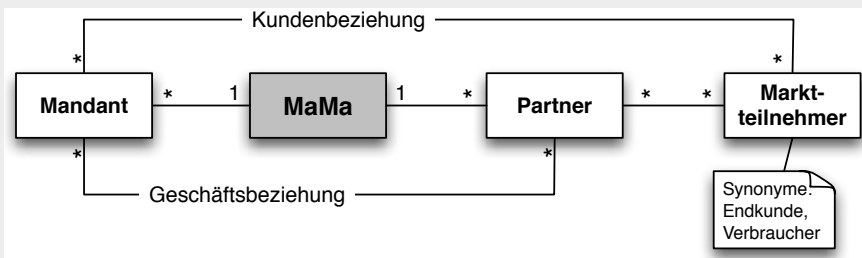 Kundenbeziehung
* *
Mandant * 1 MaMa 1 * Partner * * Markt-
teilnehmer
* *
Geschäftsbeziehung
Synonyme:
Endkunde,
Verbraucher